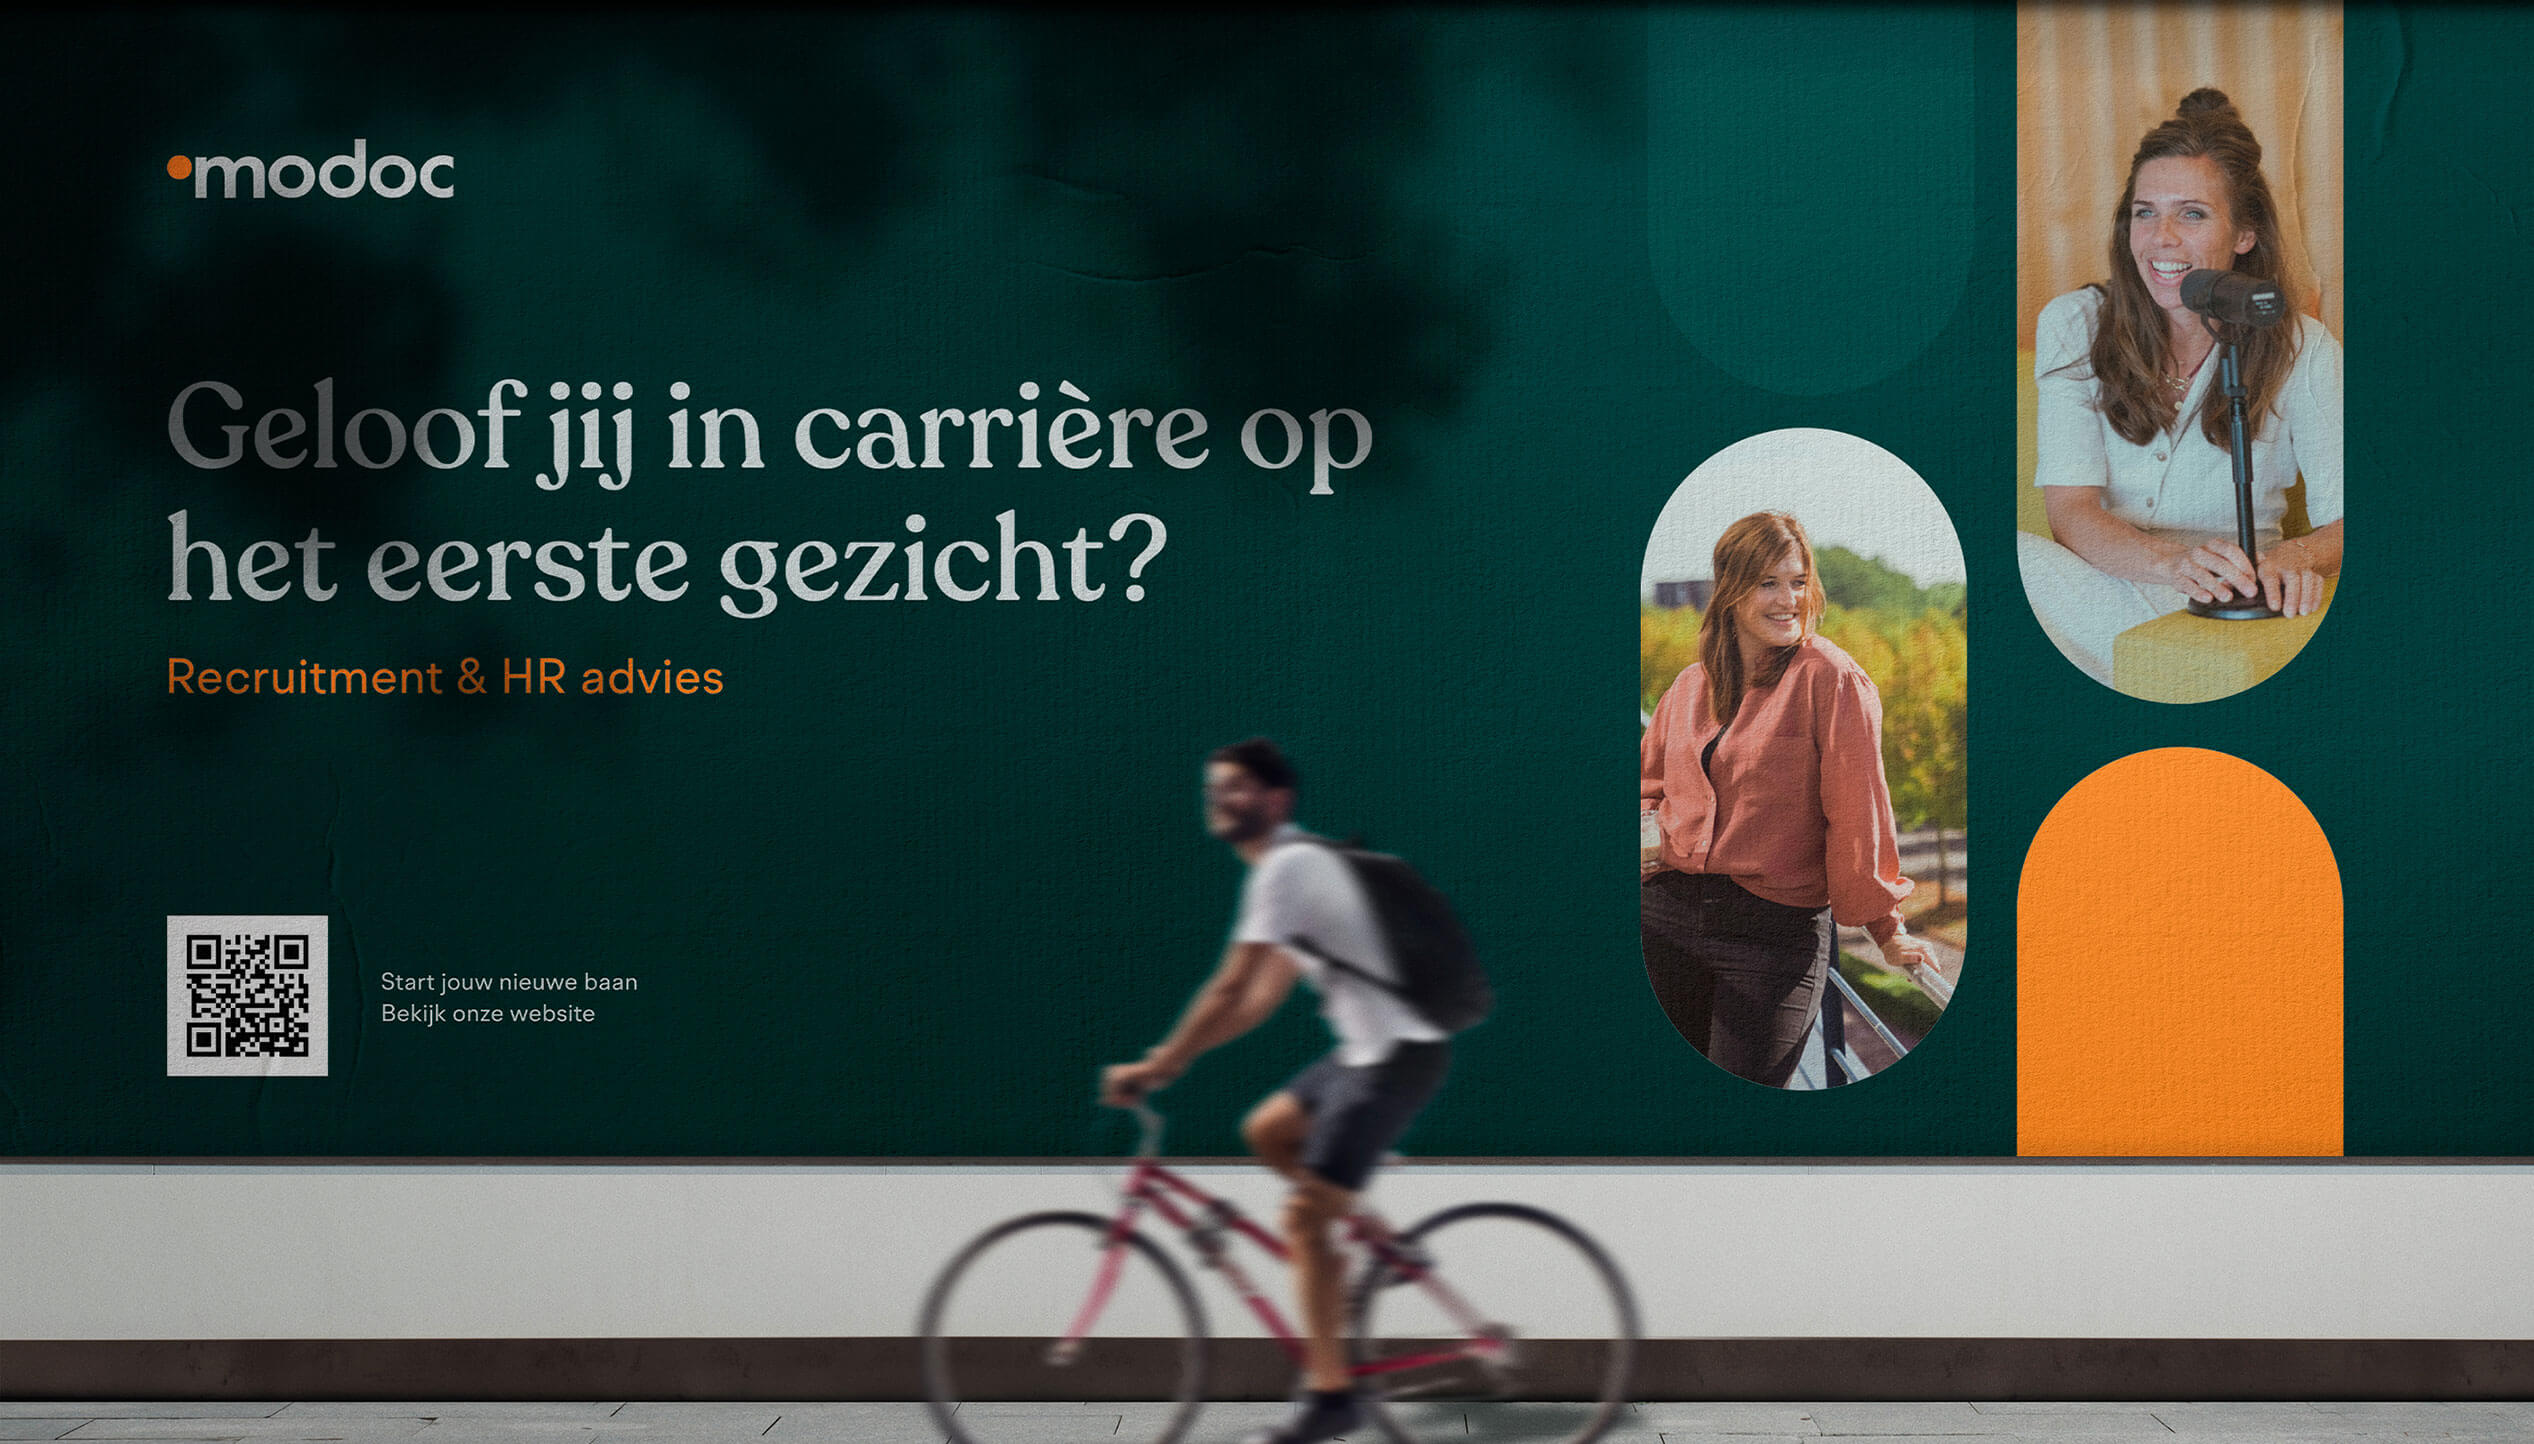 modoc
Geloof jij in carrière op
het eerste gezicht?
Recruitment & HR advies
Start jouw nieuwe baan
Bekijk onze website